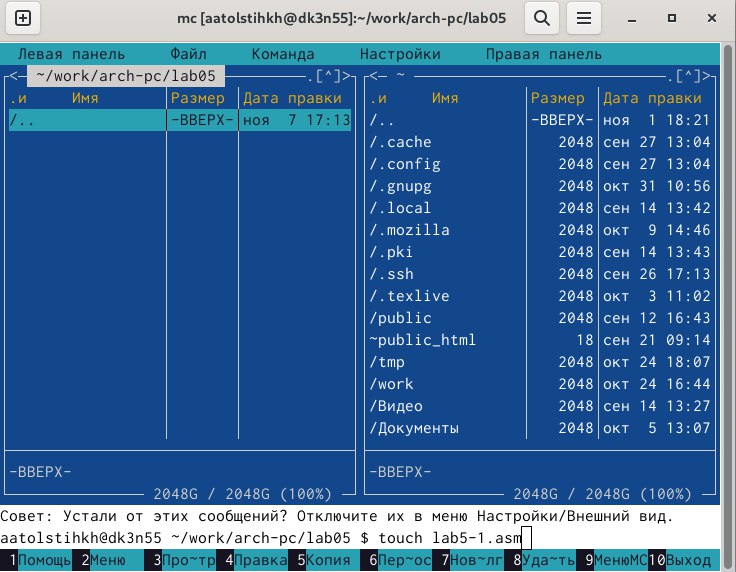 mc [aatolstihkh@dk3n55]:~/work/arch-pc/lab05
Левая панель Файл Команда Настройки Правая панель
<- ~/work/arch-pc/lab05 .[^]> <- ~ .[^]>
.и Имя Размер Дата правки .и Имя Размер Дата правки
/.. -ВВЕРХ- ноя 7 17:13 /.. -ВВЕРХ- ноя 1 18:21
/.cache 2048 сен 27 13:04
/.config 2048 сен 27 13:04
/.gnupg 2048 окт 31 10:56
/.local 2048 сен 14 13:42
/.mozilla 2048 окт 9 14:46
/.pki 2048 сен 14 13:43
/.ssh 2048 сен 26 17:13
/.texlive 2048 окт 3 11:02
/public 2048 сен 12 16:43
~public_html 18 сен 21 09:14
/tmp 2048 окт 24 18:07
/work 2048 окт 24 16:44
/Видео 2048 сен 14 13:27
/Документы 2048 окт 5 13:07
-ВВЕРХ- -ВВЕРХ-
2048G / 2048G (100%) 2048G / 2048G (100%)
Совет: Устали от этих сообщений? Отключите их в меню Настройки/Внешний вид.
aatolstihkh@dk3n55 ~/work/arch-pc/lab05 $ touch lab5-1.asm
1Помощь 2Меню 3Про~тр 4Правка 5Копия 6Пер~ос 7Нов~лг 8Уда~ть 9МенюMC 10Выход